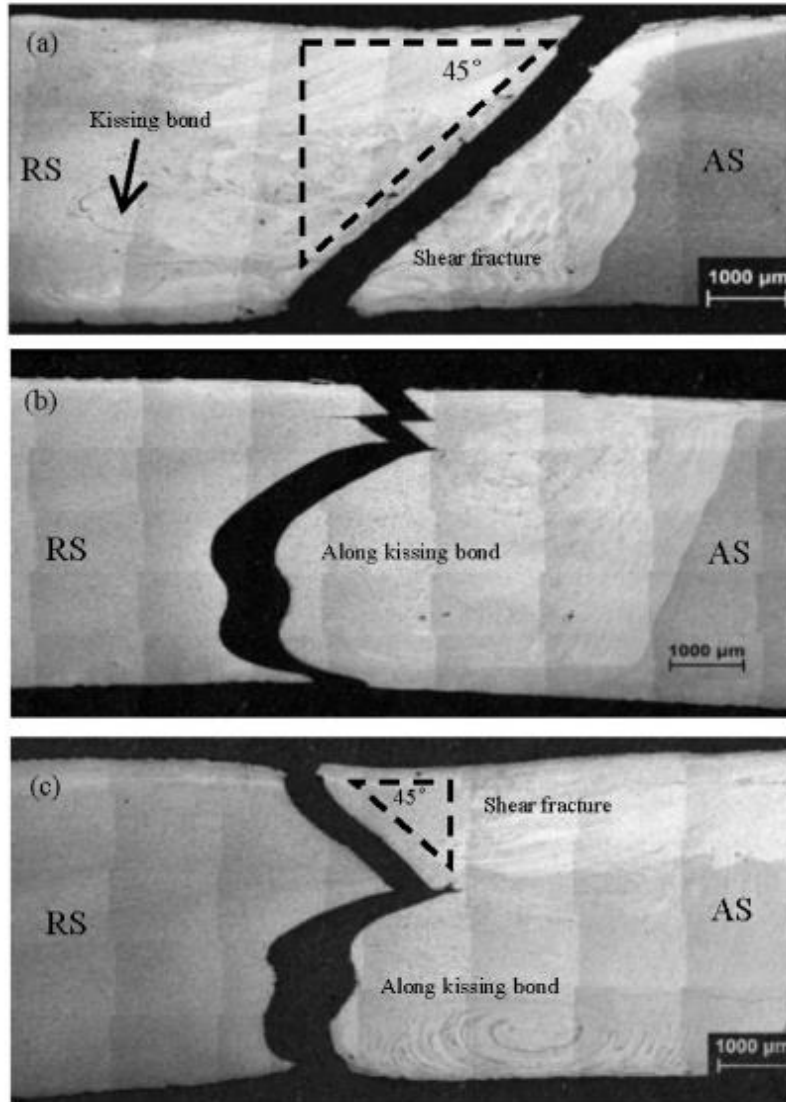 (a)
45°
Kissing bond
RS
AS
Shear fracture
1000 µm
(b)
RS
Along kissing bond
AS
1000 µm
(c)
45°
Shear fracture
RS
AS
Along kissing bond
1000 µm